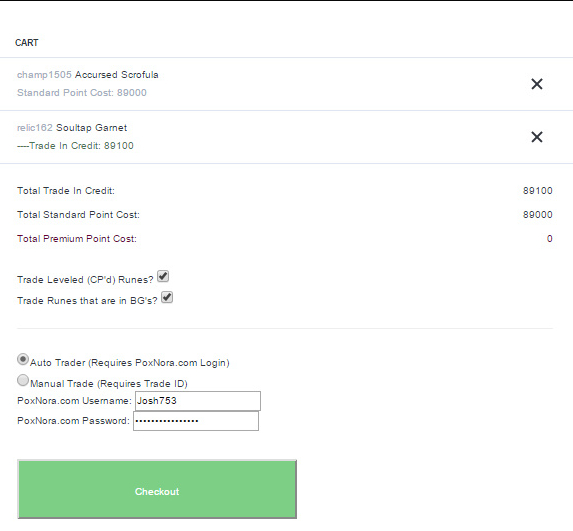 CART
champ1505 Accursed Scrofula
Standard Point Cost: 89000
relic162 Soultap Garnet
----Trade In Credit: 89100
Total Trade In Credit: 89100
Total Standard Point Cost: 89000
Total Premium Point Cost: 0
Trade Leveled (CP'd) Runes?
Trade Runes that are in BG's?
Auto Trader (Requires PoxNora.com Login)
Manual Trade (Requires Trade ID)
PoxNora.com Username: Josh753
PoxNora.com Password: ••••••••••••••••
Checkout